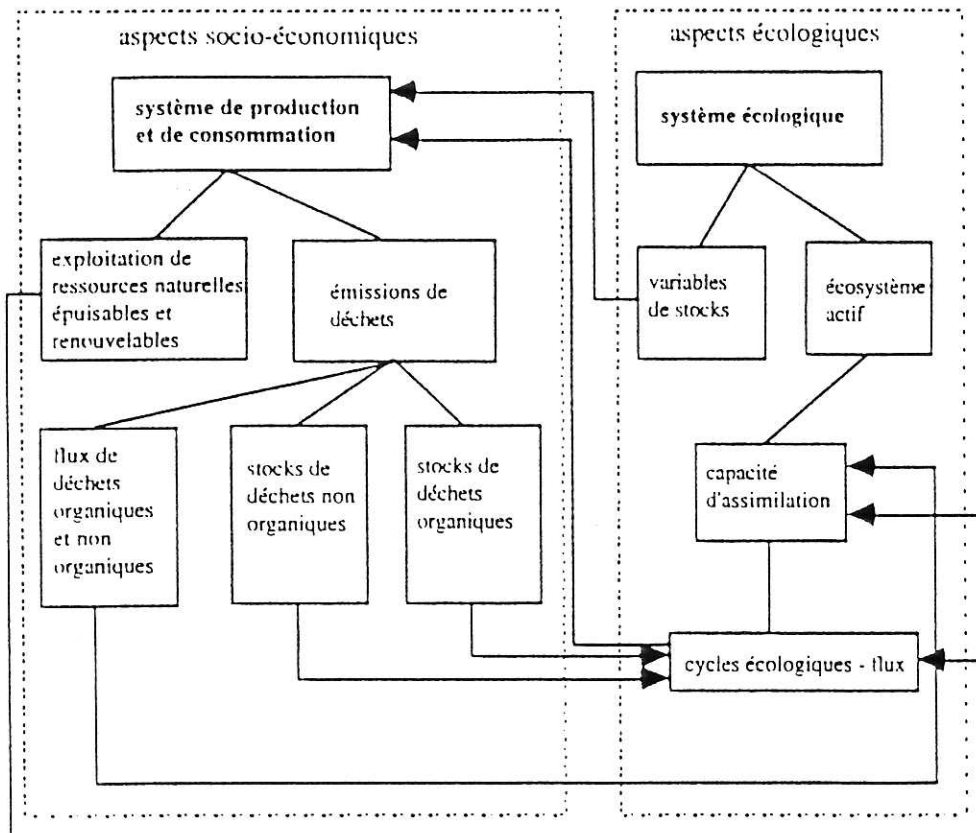 aspects socio-économiques
système de production
et de consommation
exploitation de
ressources naturelles
épuisables et
renouvelables
émissions de
déchets
flux de
déchets
organiques
et non
organiques
stocks de
déchets non
organiques
stocks de
déchets
organiques
aspects écologiques
système écologique
variables
de stocks
écosystème
actif
capacité
d'assimilation
cycles écologiques - flux